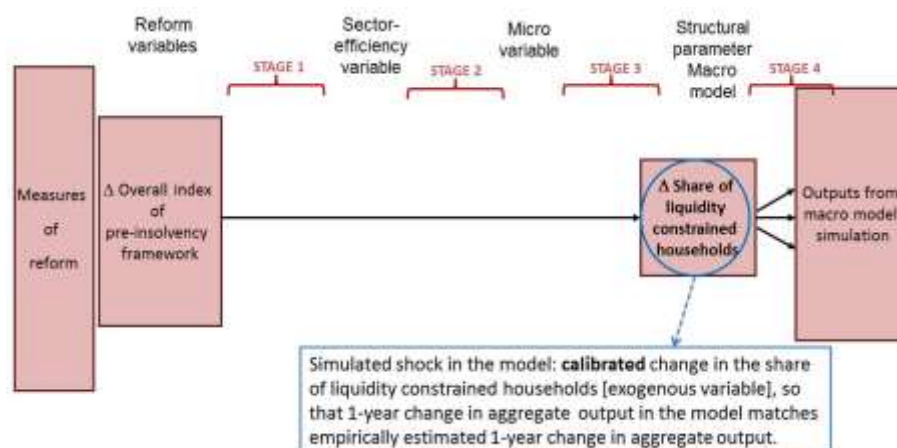 Reform
variables
Sector-
efficiency
variable
Micro
variable
Structural
parameter
Macro
model
STAGE 1
STAGE 2
STAGE 3
STAGE 4
Measures
of
reform
Δ Overall index
of
pre-insolvency
framework
Δ Share of
liquidity
constrained
households
Outputs from
macro model
simulation
Simulated shock in the model: calibrated change in the share
of liquidity constrained households [exogenous variable], so
that 1-year change in aggregate output in the model matches
empirically estimated 1-year change in aggregate output.